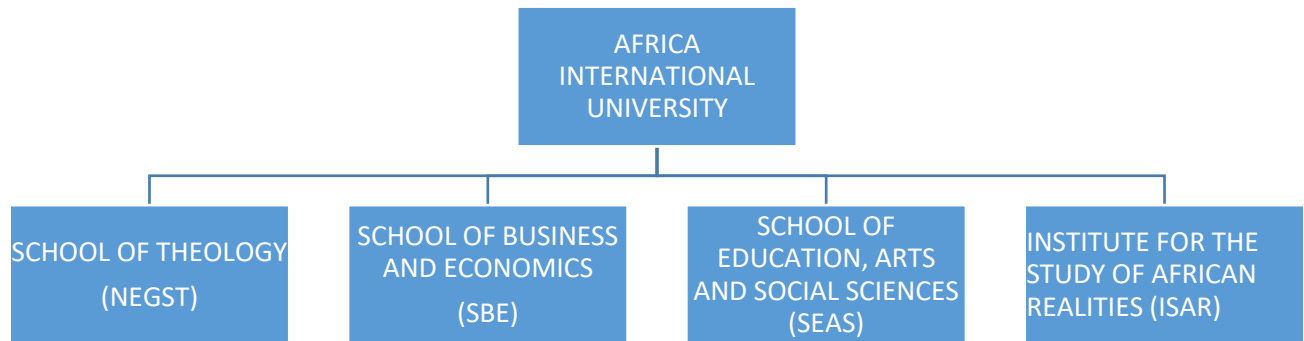 AFRICA
INTERNATIONAL
UNIVERSITY
SCHOOL OF THEOLOGY
(NEGST)
SCHOOL OF BUSINESS
AND ECONOMICS
(SBE)
SCHOOL OF
EDUCATION, ARTS
AND SOCIAL SCIENCES
(SEAS)
INSTITUTE FOR THE
STUDY OF AFRICAN
REALITIES (ISAR)